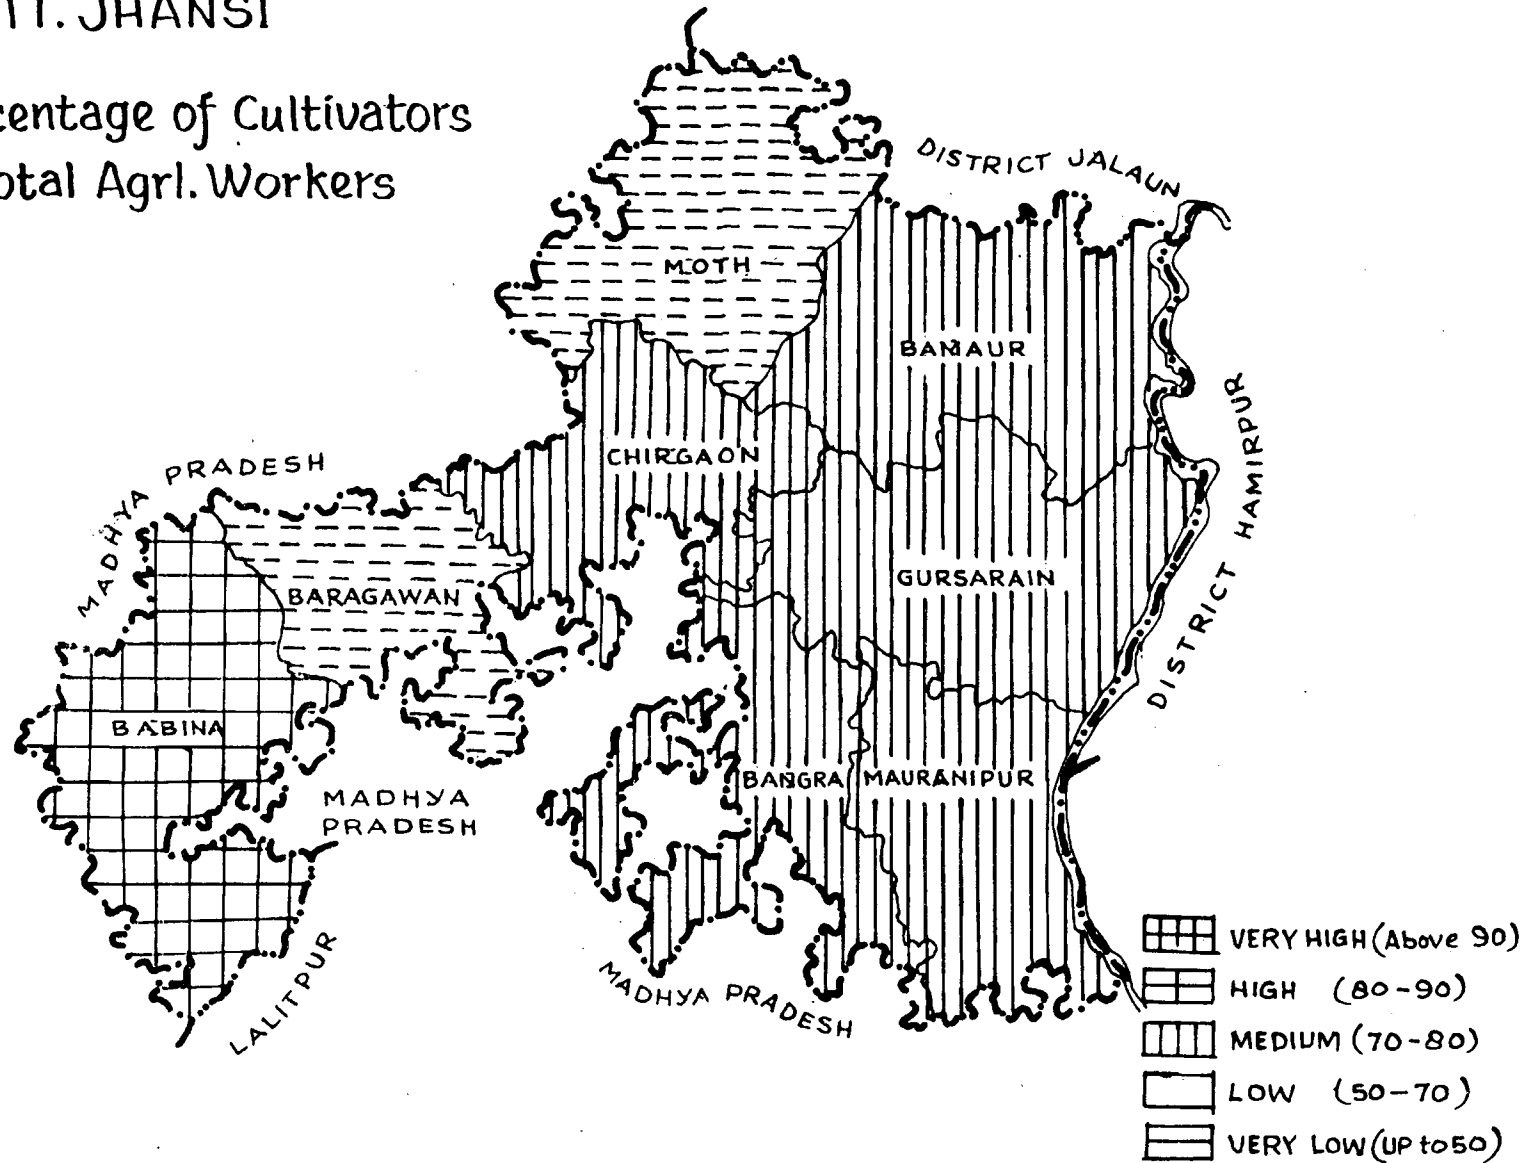 TT. JHANSI
centage of Cultivators
otal Agrl. Workers
DISTRICT JALAUN
MOTH
BAMAUR
DISTRICT HAMIRPUR
CHIRGAON
MADHYA PRADESH
GURSARAIN
BARAGAWAN
BABINA
BANGRA
MAURANIPUR
MADHYA
PRADESH
LALITPUR
MADHYA PRADESH
VERY HIGH (Above 90)
HIGH (80-90)
MEDIUM (70-80)
LOW (50-70)
VERY LOW (UP to 50)